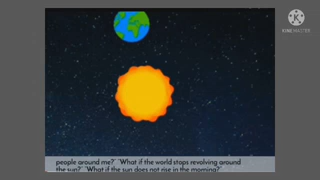 KINEMASTER
people around me?" "What if the world stops revolving around
the sun?" "What if the sun does not rise in the morning?"